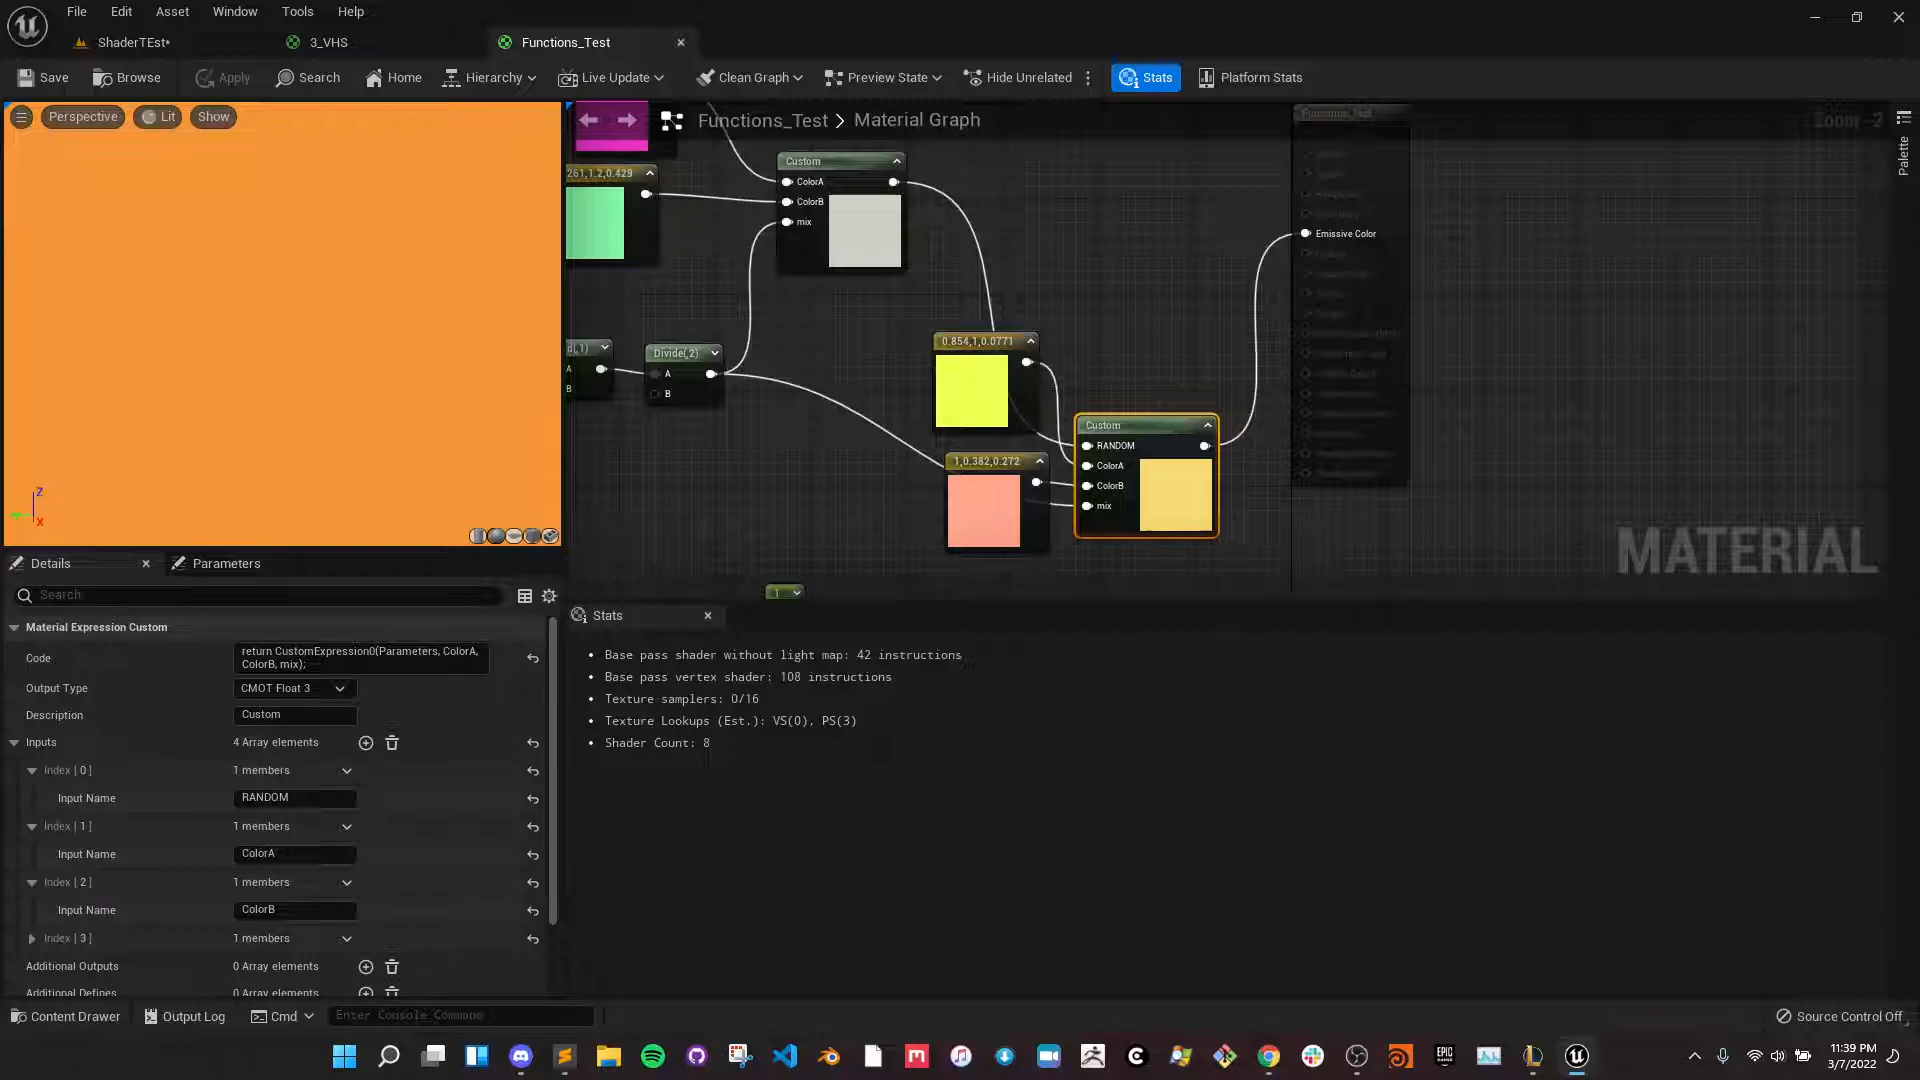 File Edit Asset Window Tools Help
ShaderTEst* 3_VHS Functions_Test
Save Browse Apply Search Home Hierarchy Live Update Clean Graph Preview State Hide Unrelated Stats Platform Stats
Perspective Lit Show
Functions_Test > Material Graph
Palette
Custom
ColorA
ColorB
mix
261,1.2,0.429
Emissive Color
0.854,1,0.0771
d(,1)
A
B
Divide(,2)
A
B
Custom
RANDOM
ColorA
ColorB
mix
1,0.382,0.272
1
MATERIAL
Z
X
Details Parameters
Search
Material Expression Custom
Code return CustomExpression0(Parameters, ColorA,
ColorB, mix);
Output Type CMOT Float 3
Description Custom
Inputs 4 Array elements
Index [ 0 ] 1 members
Input Name RANDOM
Index [ 1 ] 1 members
Input Name ColorA
Index [ 2 ] 1 members
Input Name ColorB
Index [ 3 ] 1 members
Additional Outputs 0 Array elements
Additional Defines 0 Array elements
Stats
• Base pass shader without light map: 42 instructions
• Base pass vertex shader: 108 instructions
• Texture samplers: 0/16
• Texture Lookups (Est.): VS(0), PS(3)
• Shader Count: 8
Content Drawer Output Log Cmd Enter Console Command Source Control Off
EPIC
11:39 PM
3/7/2022